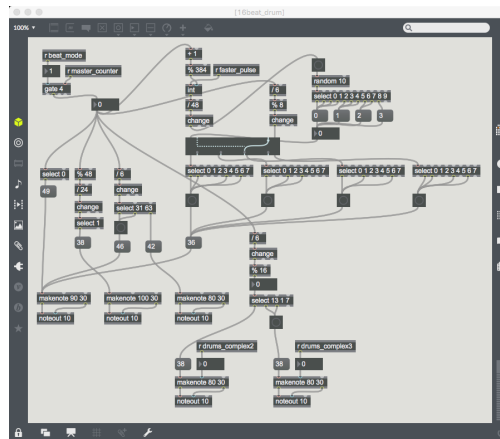 [16beat_drum]
100%
r beat_mode
+ 1
1
r master_counter
% 384
r faster_pulse
random 10
gate 4
int
/ 6
select 0 1 2 3 4 5 6 7 8 9
0
/ 48
% 8
0
1
2
3
change
change
0
select 0
% 48
/ 6
select 0 1 2 3 4 5 6 7
select 0 1 2 3 4 5 6 7
select 0 1 2 3 4 5 6 7
select 0 1 2 3 4 5 6 7
49
/ 24
change
change
select 31 63
select 1
38
46
42
36
/ 6
change
% 16
0
makenote 90 30
makenote 100 30
makenote 80 30
select 13 1 7
noteout 10
noteout 10
noteout 10
r drums_complex2
r drums_complex3
38
0
38
0
makenote 80 30
makenote 80 30
noteout 10
noteout 10